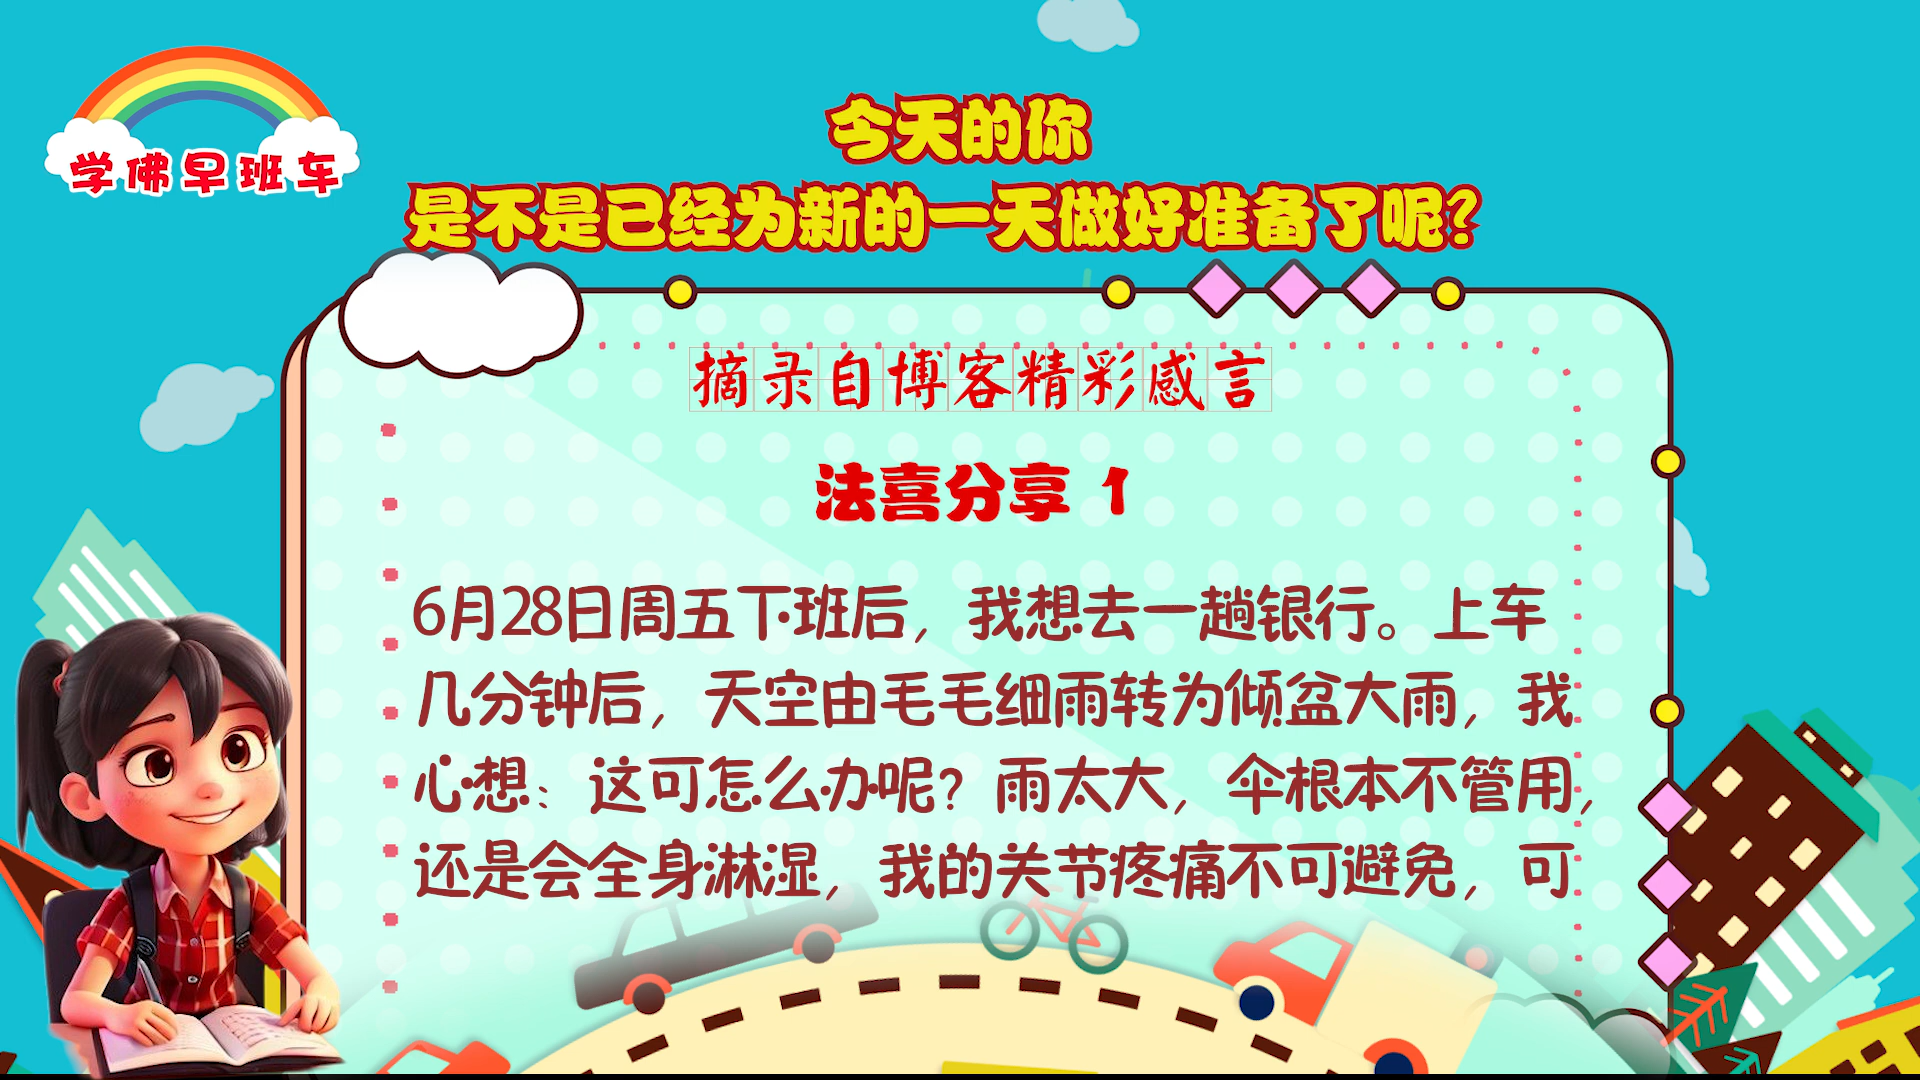 学佛早班车
今天的你
是不是已经为新的一天做好准备了呢?
摘录自博客精彩感言
法喜分享 1
6月28日周五下班后，我想去一趟银行。上车
几分钟后，天空由毛毛细雨转为倾盆大雨，我
心想：这可怎么办呢？雨太大，伞根本不管用，
还是会全身淋湿，我的关节疼痛不可避免，可